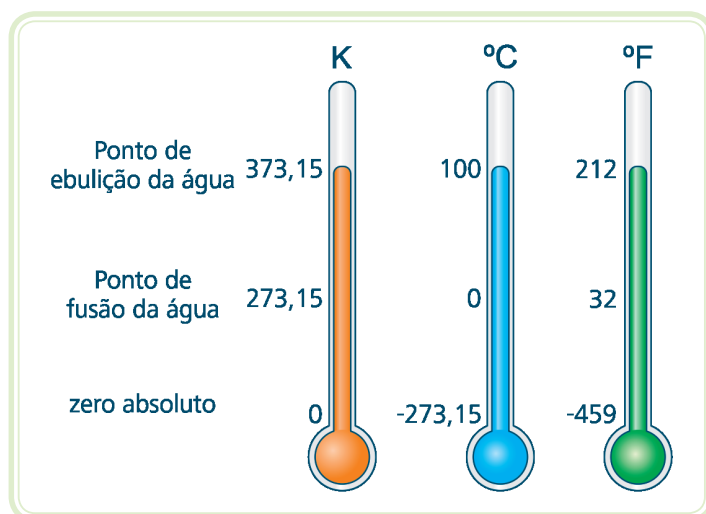 K ºC ºF
Ponto de
ebulição da água 373,15 100 212
Ponto de
fusão da água 273,15 0 32
zero absoluto 0 -273,15 -459